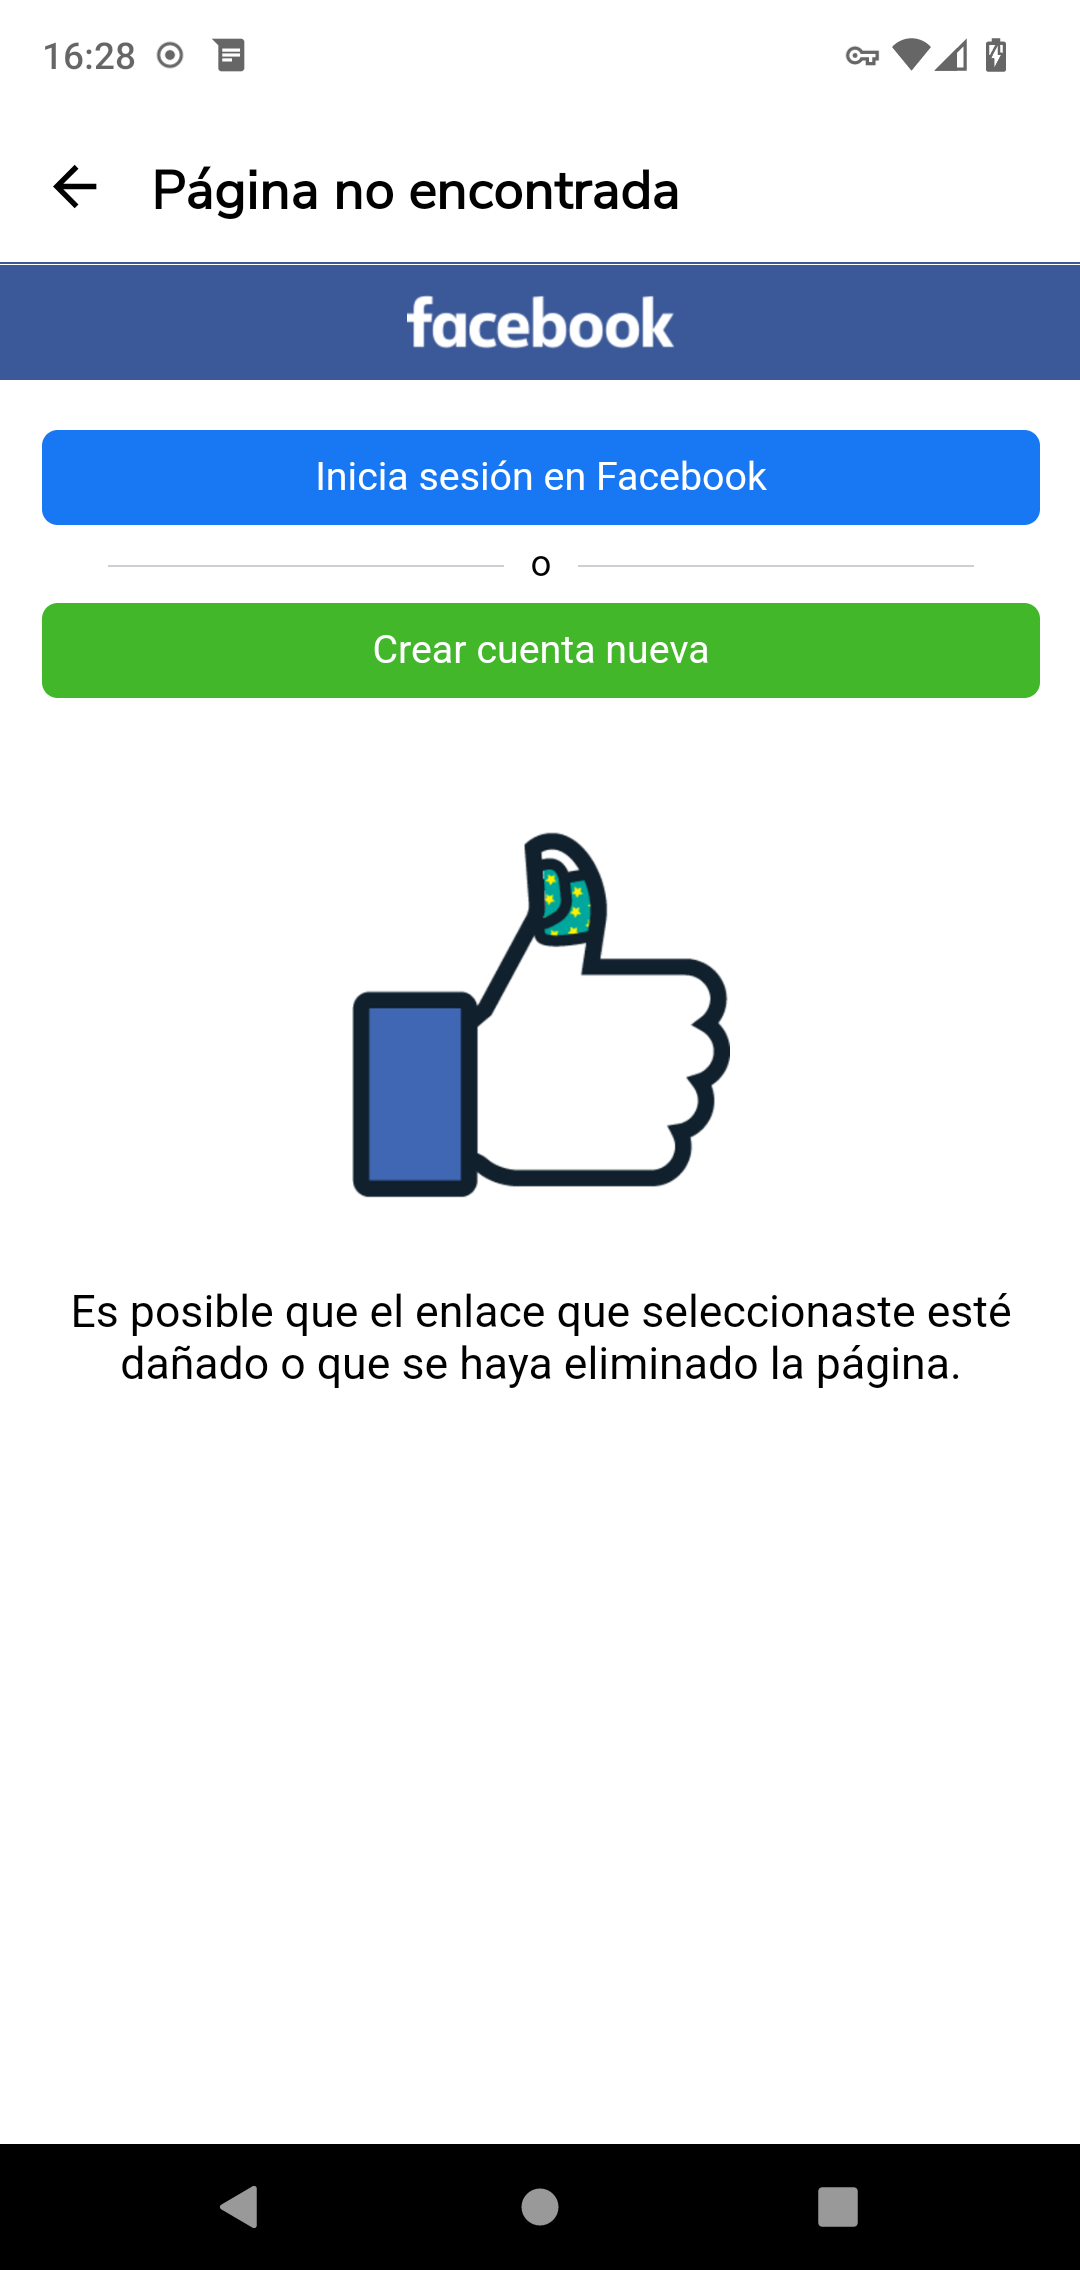 16:28
Página no encontrada
facebook
Inicia sesión en Facebook
o
Crear cuenta nueva
Es posible que el enlace que seleccionaste esté
dañado o que se haya eliminado la página.